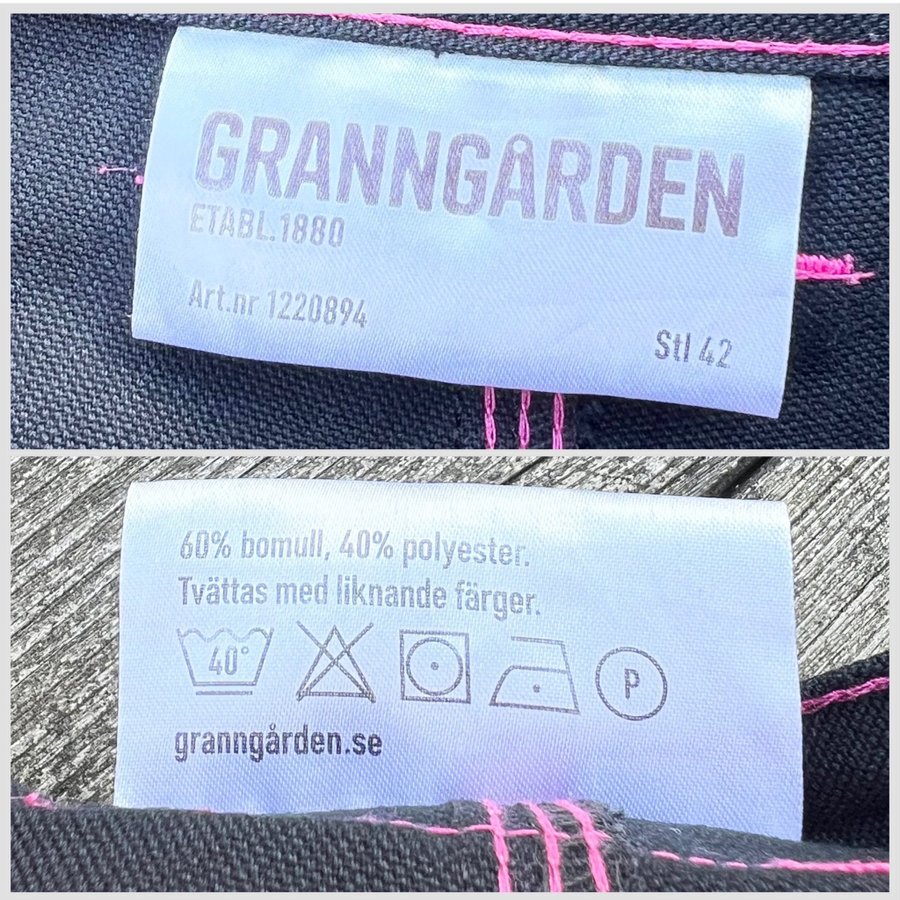 GRANNGÅRDEN
ETABL.1880
Art.nr 1220894
Stl 42
60% bomull, 40% polyester.
Tvättas med liknande färger.
40° P
granngården.se